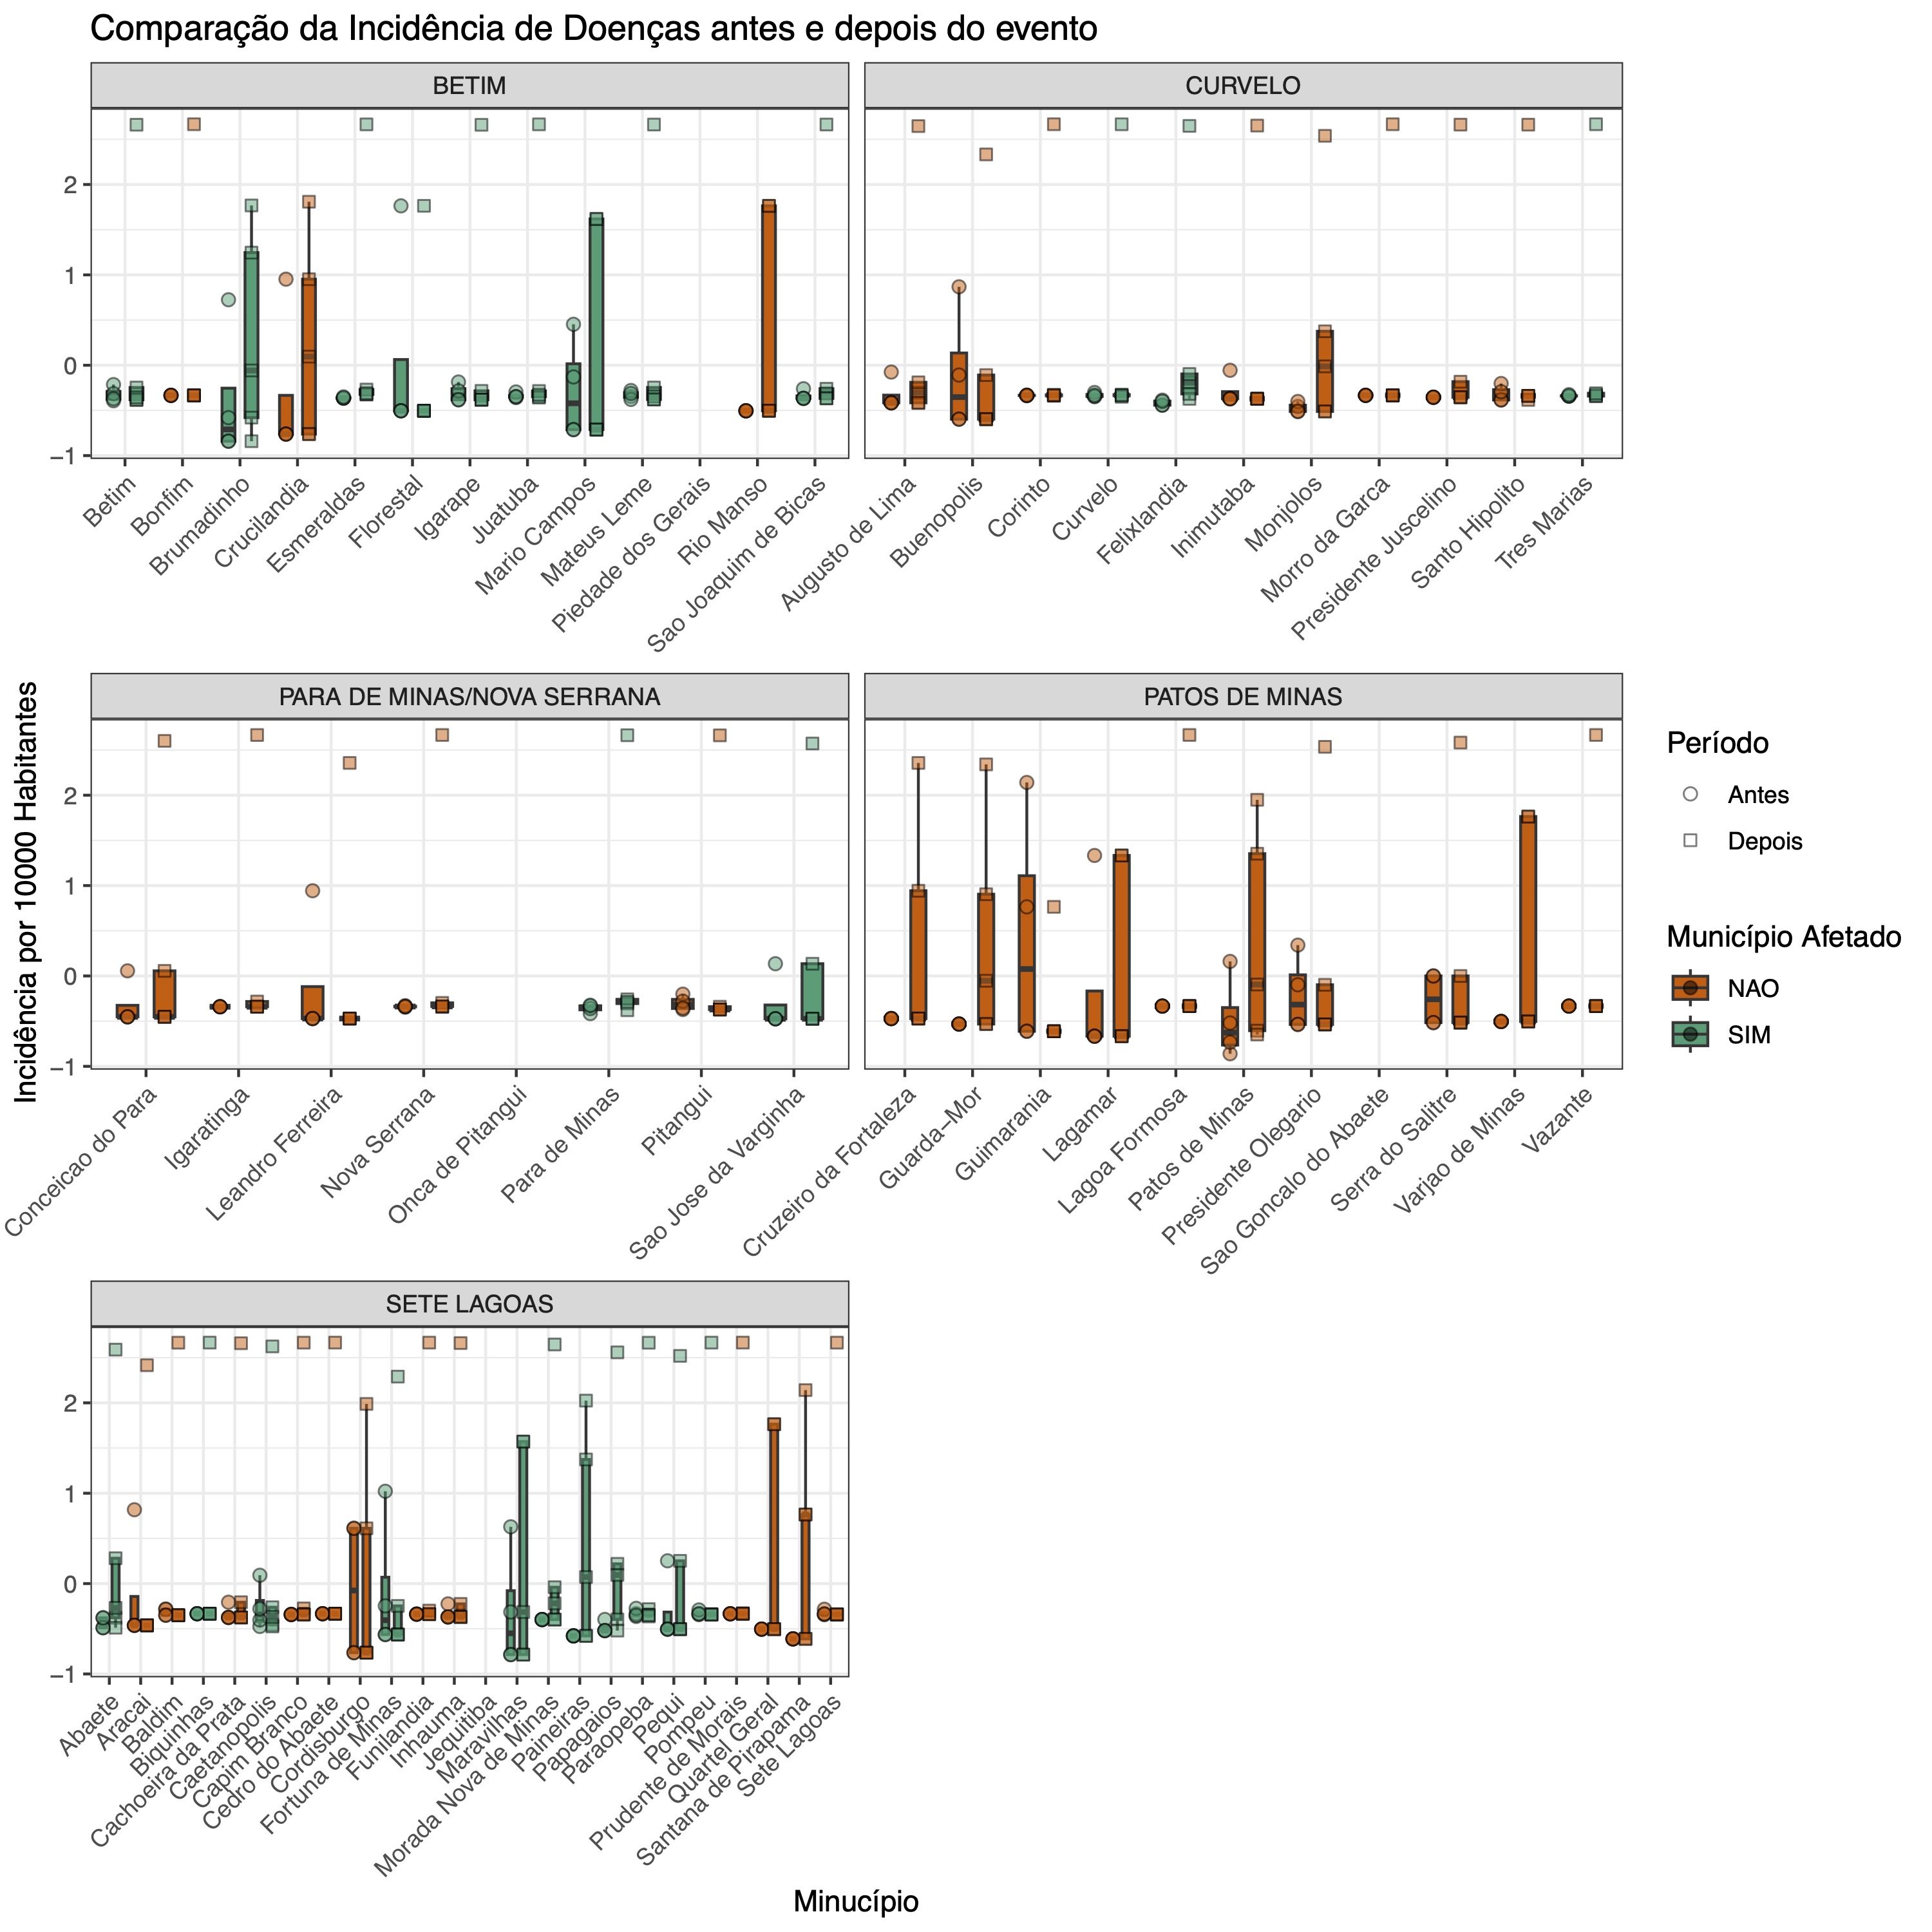 Comparação da Incidência de Doenças antes e depois do evento
BETIM
CURVELO
2
1
0
−1
Betim
Bonfim
Brumadinho
Crucilandia
Esmeraldas
Florestal
Igarape
Juatuba
Mario Campos
Mateus Leme
Piedade dos Gerais
Rio Manso
Sao Joaquim de Bicas
Augusto de Lima
Buenopolis
Corinto
Curvelo
Felixlandia
Inimutaba
Monjolos
Morro da Garca
Presidente Juscelino
Santo Hipolito
Tres Marias
Incidência por 10000 Habitantes
PARA DE MINAS/NOVA SERRANA
PATOS DE MINAS
2
1
0
−1
Conceicao do Para
Igaratinga
Leandro Ferreira
Nova Serrana
Onca de Pitangui
Para de Minas
Pitangui
Sao Jose da Varginha
Cruzeiro da Fortaleza
Guarda−Mor
Guimarania
Lagamar
Lagoa Formosa
Patos de Minas
Presidente Olegario
Sao Goncalo do Abaete
Serra do Salitre
Varjao de Minas
Vazante
Período
Antes
Depois
Município Afetado
NAO
SIM
SETE LAGOAS
2
1
0
−1
Abaete
Aracai
Baldim
Biquinhas
Cachoeira da Prata
Caetanopolis
Capim Branco
Cedro do Abaete
Cordisburgo
Fortuna de Minas
Funilandia
Inhauma
Jequitiba
Maravilhas
Morada Nova de Minas
Paineiras
Papagaios
Paraopeba
Pequi
Pompeu
Prudente de Morais
Quartel Geral
Santana de Pirapama
Sete Lagoas
Minucípio